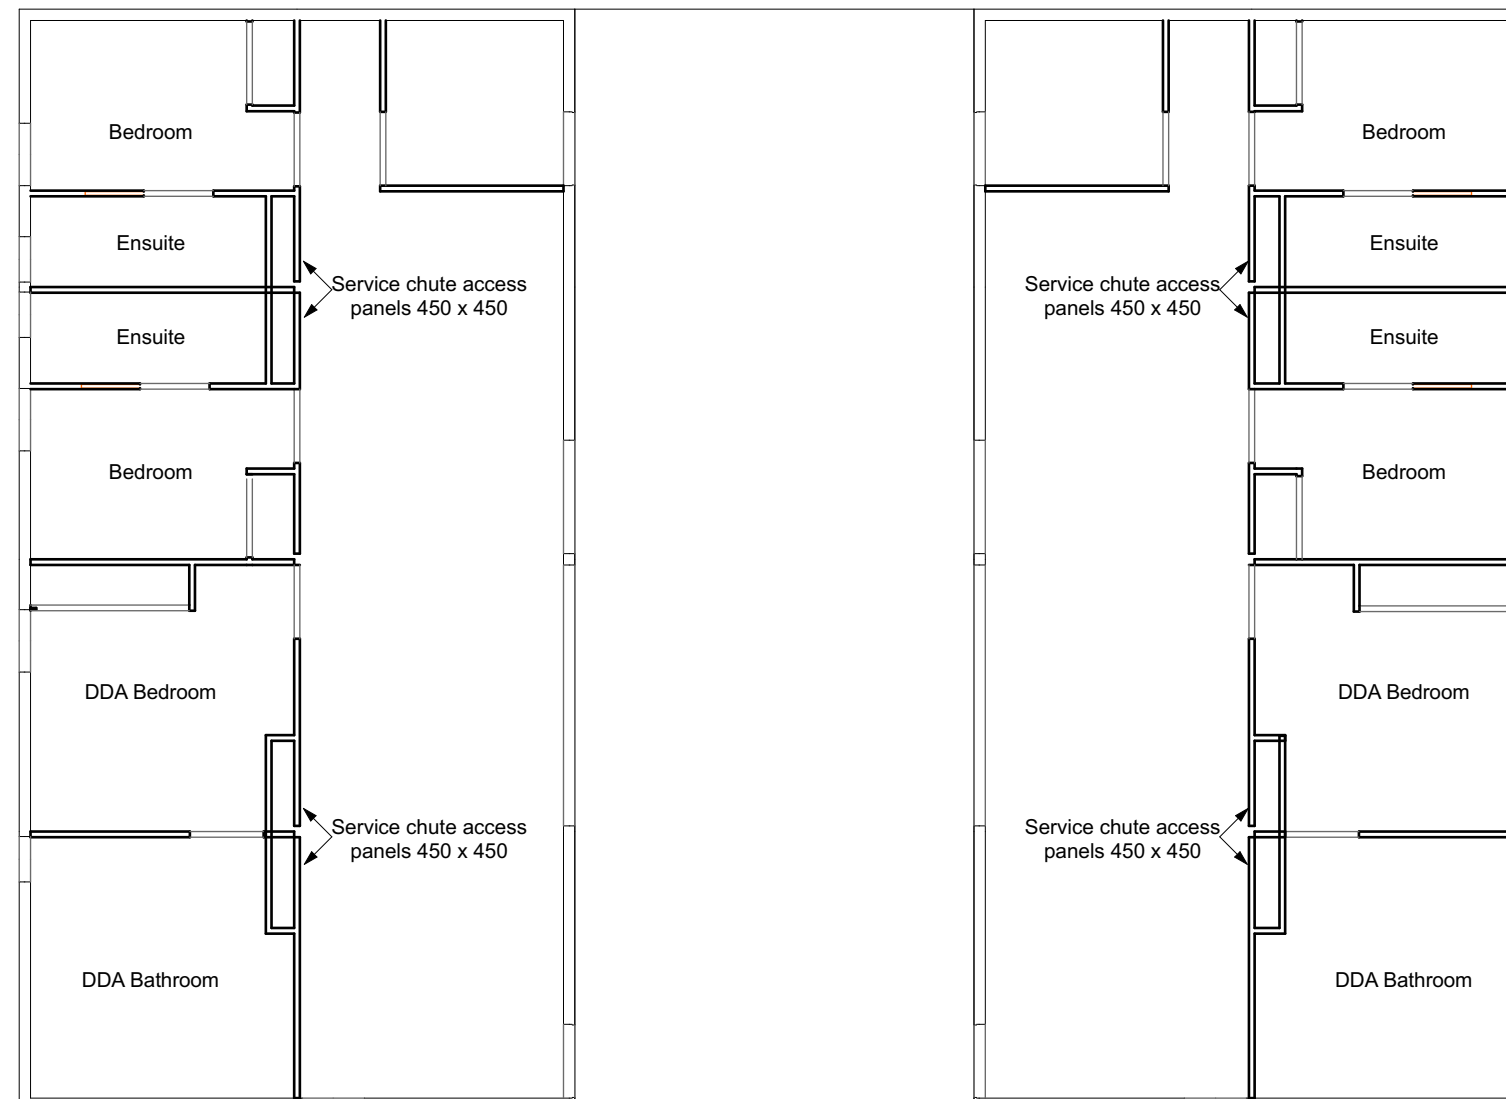 Bedroom
Ensuite
Service chute access
panels 450 x 450
Ensuite
Bedroom
DDA Bedroom
Service chute access
panels 450 x 450
DDA Bathroom
Bedroom
Ensuite
Service chute access
panels 450 x 450
Ensuite
Bedroom
DDA Bedroom
Service chute access
panels 450 x 450
DDA Bathroom